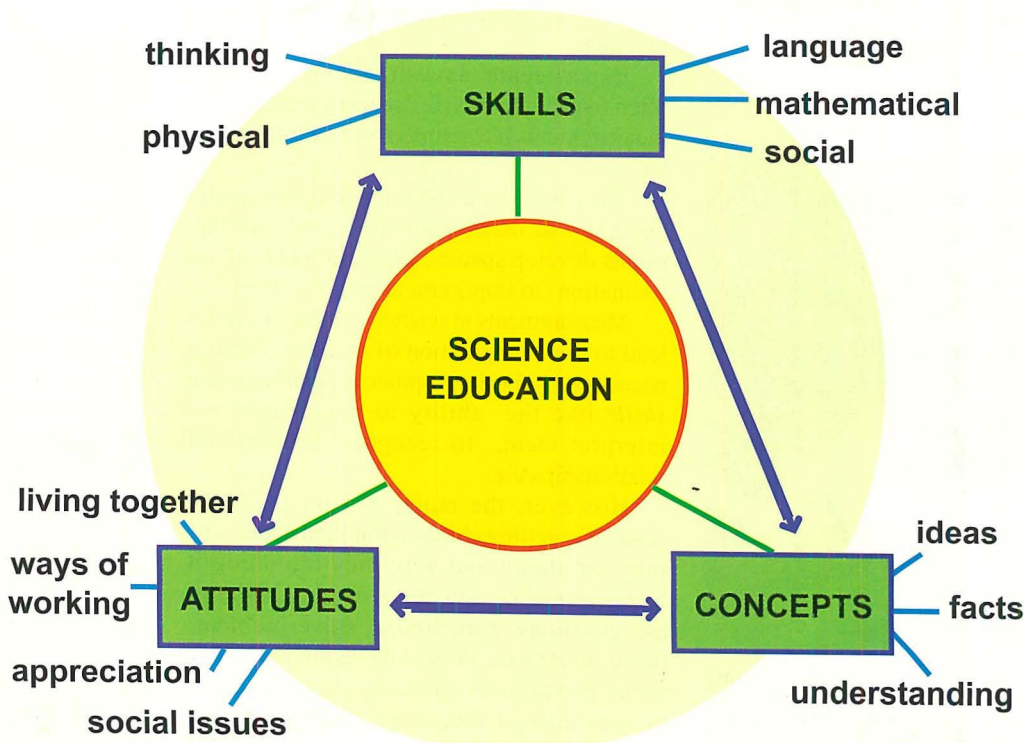 thinking
physical
SKILLS
language
mathematical
social
SCIENCE
EDUCATION
living together
ways of
working
appreciation
social issues
ATTITUDES
CONCEPTS
ideas
facts
understanding